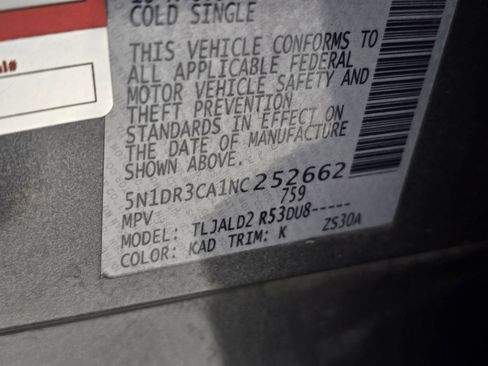 COLD SINGLE
THIS VEHICLE CONFORMS TO
ALL APPLICABLE FEDERAL
MOTOR VEHICLE SAFETY AND
THEFT PREVENTION
STANDARDS IN EFFECT ON
THE DATE OF MANUFACTURE
SHOWN ABOVE.
5N1DR3CA1NC252662
759
MPV
MODEL: TLJALD2 R53DU8-----
COLOR: KAD TRIM: K ZS30A